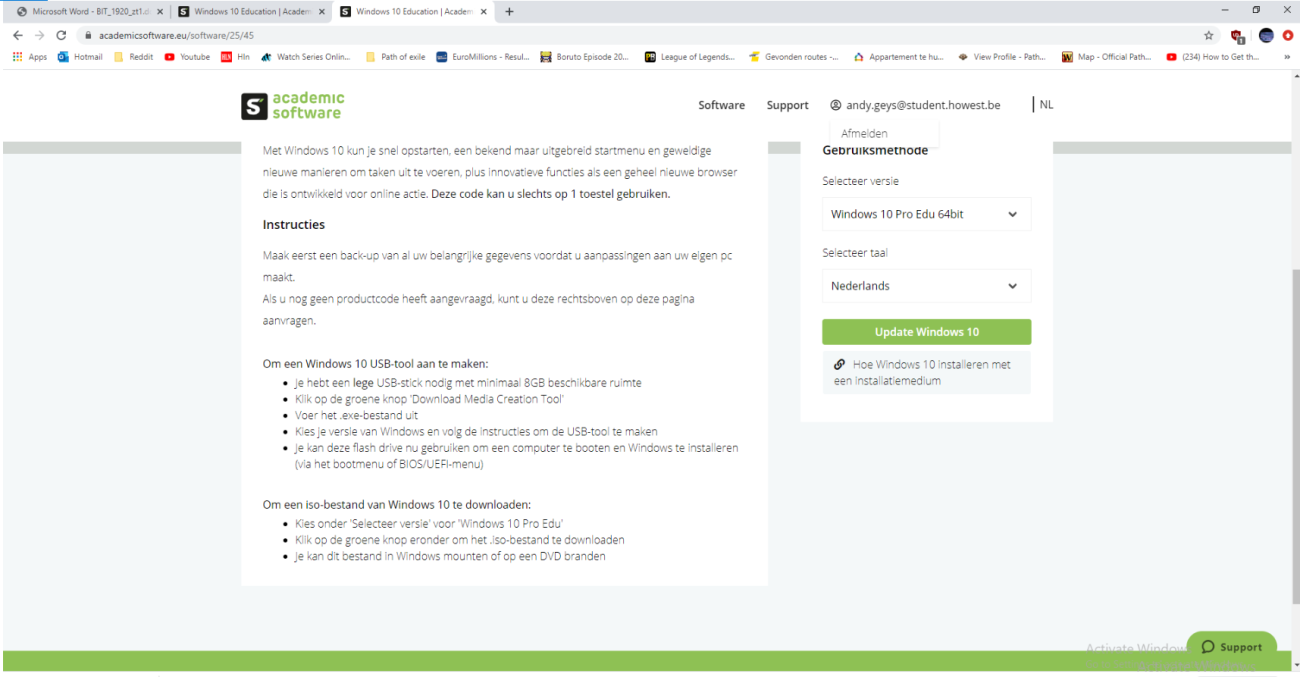 Microsoft Word - BIT_1920_zt1.d
Windows 10 Education | Academ
Windows 10 Education | Academ
academicsoftware.eu/software/25/45
Apps Hotmail Reddit Youtube Hln Watch Series Onlin... Path of exile EuroMillions - Resul... Boruto Episode 20... League of Legends... Gevonden routes -... Appartement te hu... View Profile - Path... Map - Official Path... (234) How to Get th... »
academic software
Software Support andy.geys@student.howest.be NL
Afmelden
Met Windows 10 kun je snel opstarten, een bekend maar uitgebreid startmenu en geweldige
nieuwe manieren om taken uit te voeren, plus innovatieve functies als een geheel nieuwe browser
die is ontwikkeld voor online actie. Deze code kan u slechts op 1 toestel gebruiken.
Instructies
Maak eerst een back-up van al uw belangrijke gegevens voordat u aanpassingen aan uw eigen pc
maakt.
Als u nog geen productcode heeft aangevraagd, kunt u deze rechtsboven op deze pagina
aanvragen.
Om een Windows 10 USB-tool aan te maken:
• Je hebt een lege USB-stick nodig met minimaal 8GB beschikbare ruimte
• Klik op de groene knop 'Download Media Creation Tool'
• Voer het .exe-bestand uit
• Kies je versie van Windows en volg de instructies om de USB-tool te maken
• Je kan deze flash drive nu gebruiken om een computer te booten en Windows te installeren
(via het bootmenu of BIOS/UEFI-menu)
Om een iso-bestand van Windows 10 te downloaden:
• Kies onder 'Selecteer versie' voor 'Windows 10 Pro Edu'
• Klik op de groene knop eronder om het .iso-bestand te downloaden
• Je kan dit bestand in Windows mounten of op een DVD branden
Gebruiksmethode
Selecteer versie
Windows 10 Pro Edu 64bit
Selecteer taal
Nederlands
Update Windows 10
Hoe Windows 10 installeren met
een installatiemedium
Activate Window
Support